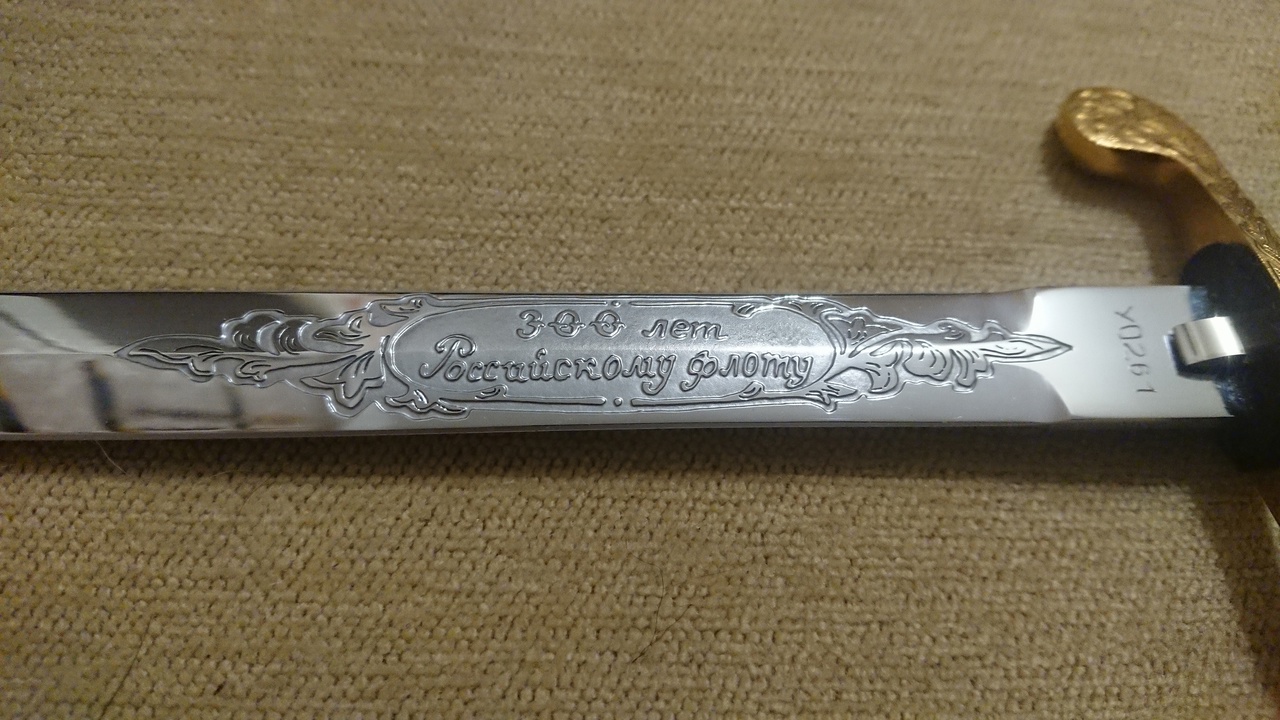 300 лет
Российскому флоту
У0261